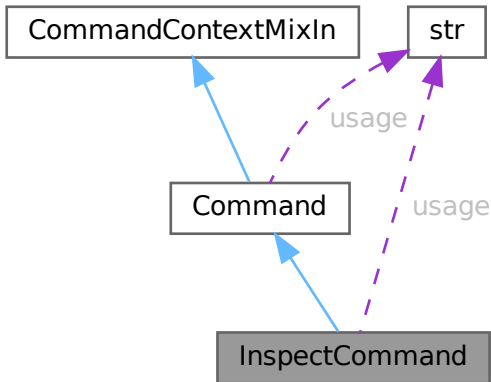 CommandContextMixIn
str
usage
Command
usage
InspectCommand